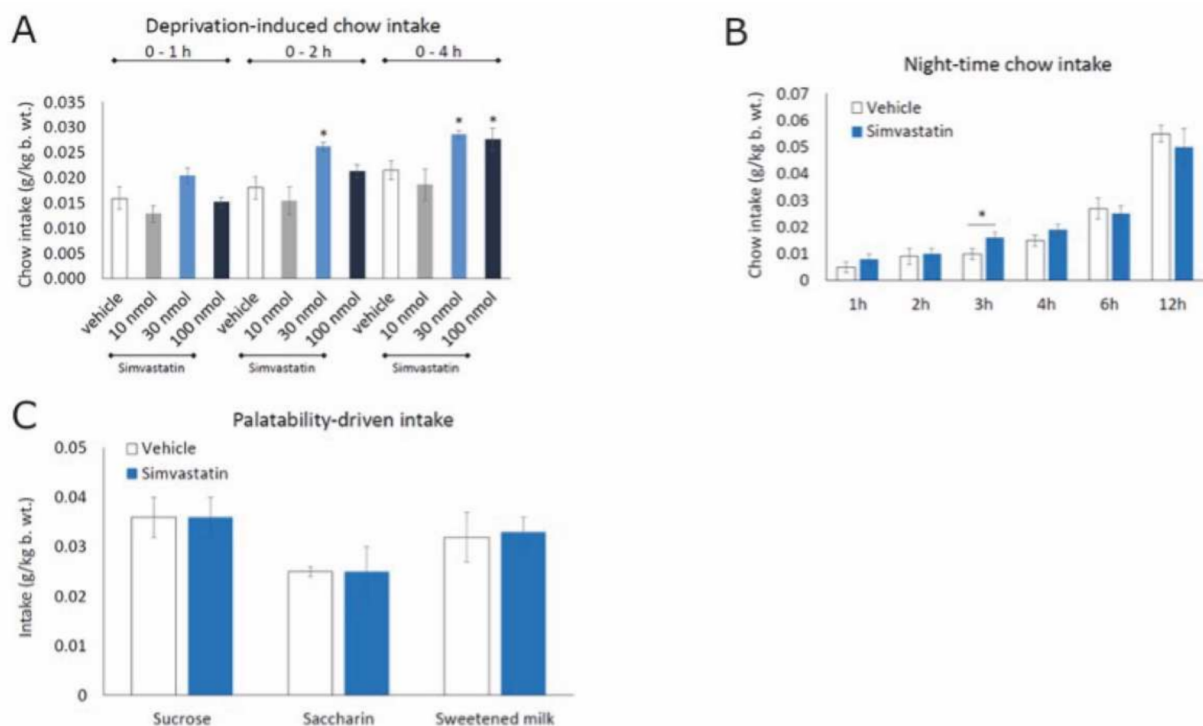 A
Deprivation-induced chow intake
0 - 1 h 0 - 2 h 0 - 4 h
Chow intake (g/kg b. wt.)
0.035
0.030
0.025
0.020
0.015
0.010
0.005
0.000
* * *
vehicle 10 nmol 30 nmol 100 nmol vehicle 10 nmol 30 nmol 100 nmol vehicle 10 nmol 30 nmol 100 nmol
Simvastatin Simvastatin Simvastatin
B
Night-time chow intake
Chow intake (g/kg b. wt.)
0.07
0.06
0.05
0.04
0.03
0.02
0.01
0
Vehicle
Simvastatin
*
1h 2h 3h 4h 6h 12h
C
Palatability-driven intake
Intake (g/kg b. wt.)
0.05
0.04
0.03
0.02
0.01
0
Vehicle
Simvastatin
Sucrose Saccharin Sweetened milk